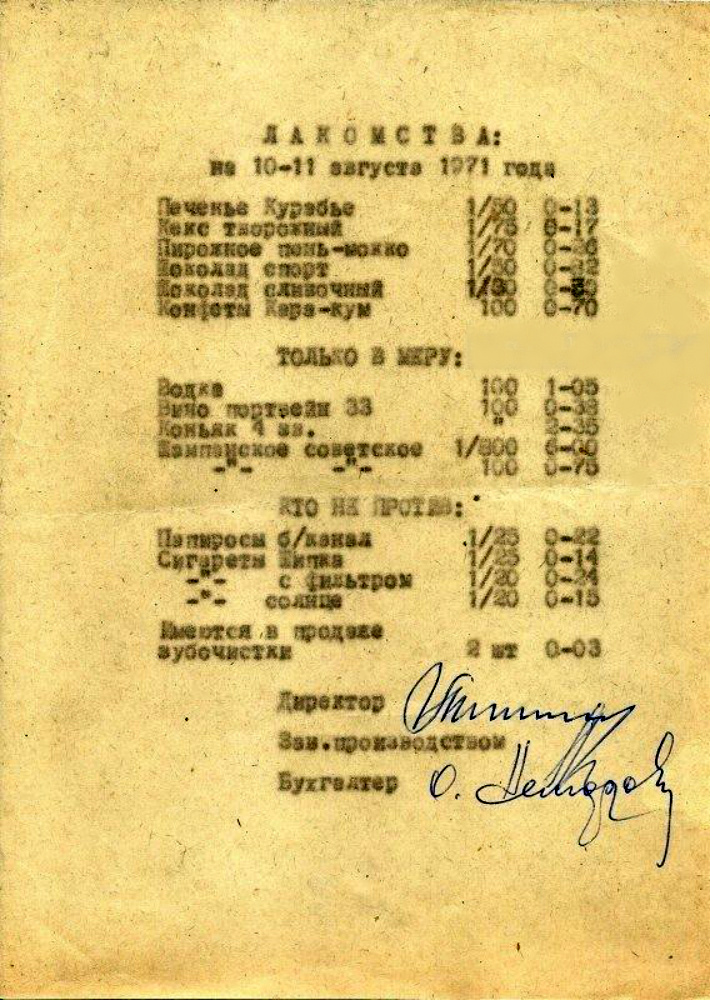 ЛАКОМСТВА:
на 10-11 августа 1971 года
Печенье Курабье 1/50 0-13
Кекс творожный 1/75 0-17
Пирожное пень-мокко 1/70 0-26
Шоколад спорт 1/50 0-22
Шоколад сливочный
Конфеты Кара-кум 100 0-70
ТОЛЬКО В МЕРУ:
Водка 100 1-05
Вино портвейн 33 100 0-38
Коньяк 4 зв. " 2-35
Шампанское советское 1/800 6-00
-"- -"- 100 0-75
КТО НЕ ПРОТИВ:
Папиросы б/канал 1/25 0-22
Сигареты Шипка 1/25 0-14
-"- с фильтром 1/20 0-24
-"- солнце 1/20 0-15
Имеются в продаже
зубочистки 2 шт 0-03
Директор
Зав.производством
Бухгалтер О.